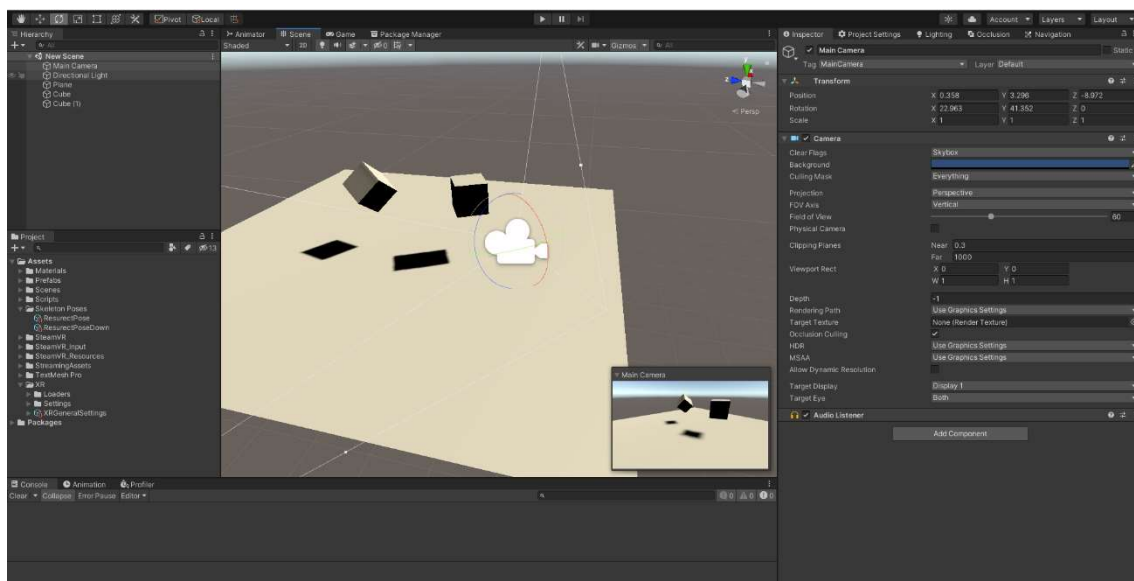 Pivot Local Account Layers Layout
Hierarchy
All
New Scene
Main Camera
Directional Light
Plane
Cube
Cube (1)
Project
13
Assets
Materials
Prefabs
Scenes
Scripts
Skeleton Poses
ResurectPose
ResurectPoseDown
SteamVR
SteamVR_Input
SteamVR_Resources
StreamingAssets
TextMesh Pro
XR
Loaders
Settings
XRGeneralSettings
Packages
Animator Scene Game Package Manager
Shaded 2D 0 Gizmos All
y
Persp
Main Camera
Console Animation Profiler
Clear Collapse Error Pause Editor 0 0 0
Inspector Project Settings Lighting Occlusion Navigation
Main Camera Static
Tag MainCamera Layer Default
Transform
Position X 0.358 Y 3.296 Z -8.972
Rotation X 22.963 Y 41.352 Z 0
Scale X 1 Y 1 Z 1
Camera
Clear Flags Skybox
Background
Culling Mask Everything
Projection Perspective
FOV Axis Vertical
Field of View 60
Physical Camera
Clipping Planes Near 0.3
Far 1000
Viewport Rect X 0 Y 0
W 1 H 1
Depth -1
Rendering Path Use Graphics Settings
Target Texture None (Render Texture)
Occlusion Culling
HDR Use Graphics Settings
MSAA Use Graphics Settings
Allow Dynamic Resolution
Target Display Display 1
Target Eye Both
Audio Listener
Add Component